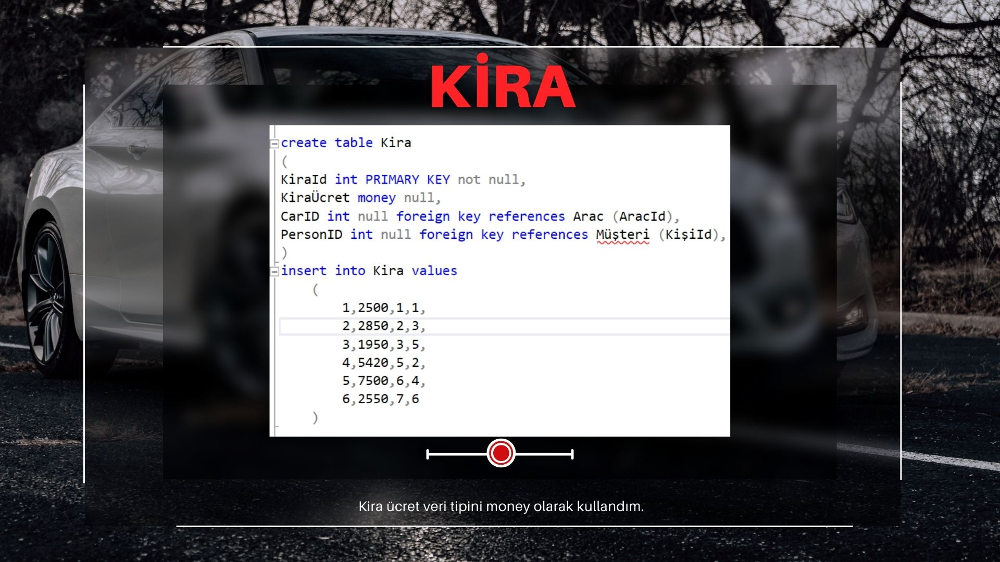 KİRA
create table Kira
(
KiraId int PRIMARY KEY not null,
KiraÜcret money null,
CarID int null foreign key references Arac (AracId),
PersonID int null foreign key references Müşteri (KişiId),
)
insert into Kira values
(
1,2500,1,1,
2,2850,2,3,
3,1950,3,5,
4,5420,5,2,
5,7500,6,4,
6,2550,7,6
)
Kira ücret veri tipini money olarak kullandım.